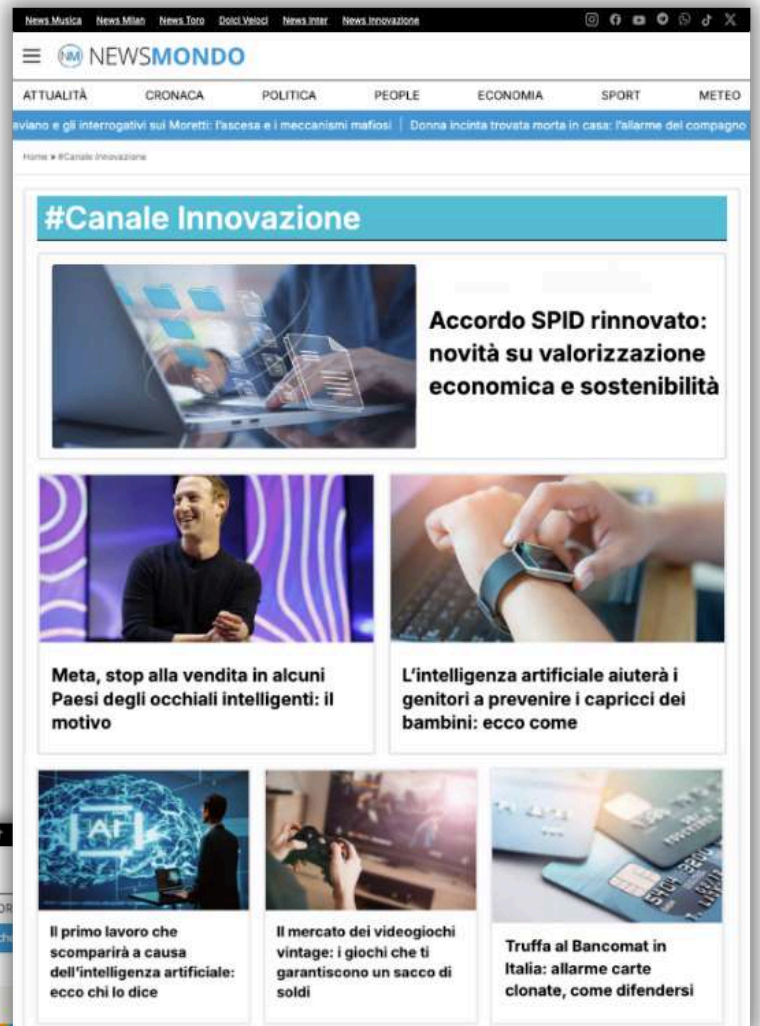 News Musica News Milan News Toro Dolci Veloci News Inter News Innovazione
NM NEWSMONDO
ATTUALITÀ CRONACA POLITICA PEOPLE ECONOMIA SPORT METEO
aviano e gli interrogativi sui Moretti: l'ascesa e i meccanismi mafiosi | Donna incinta trovata morta in casa: l'allarme del compagno
Home » #Canale Innovazione
#Canale Innovazione
Accordo SPID rinnovato:
novità su valorizzazione
economica e sostenibilità
Meta, stop alla vendita in alcuni
Paesi degli occhiali intelligenti: il
motivo
L'intelligenza artificiale aiuterà i
genitori a prevenire i capricci dei
bambini: ecco come
AI
Il primo lavoro che
scomparirà a causa
dell'intelligenza artificiale:
ecco chi lo dice
Il mercato dei videogiochi
vintage: i giochi che ti
garantiscono un sacco di
soldi
Truffa al Bancomat in
Italia: allarme carte
clonate, come difendersi